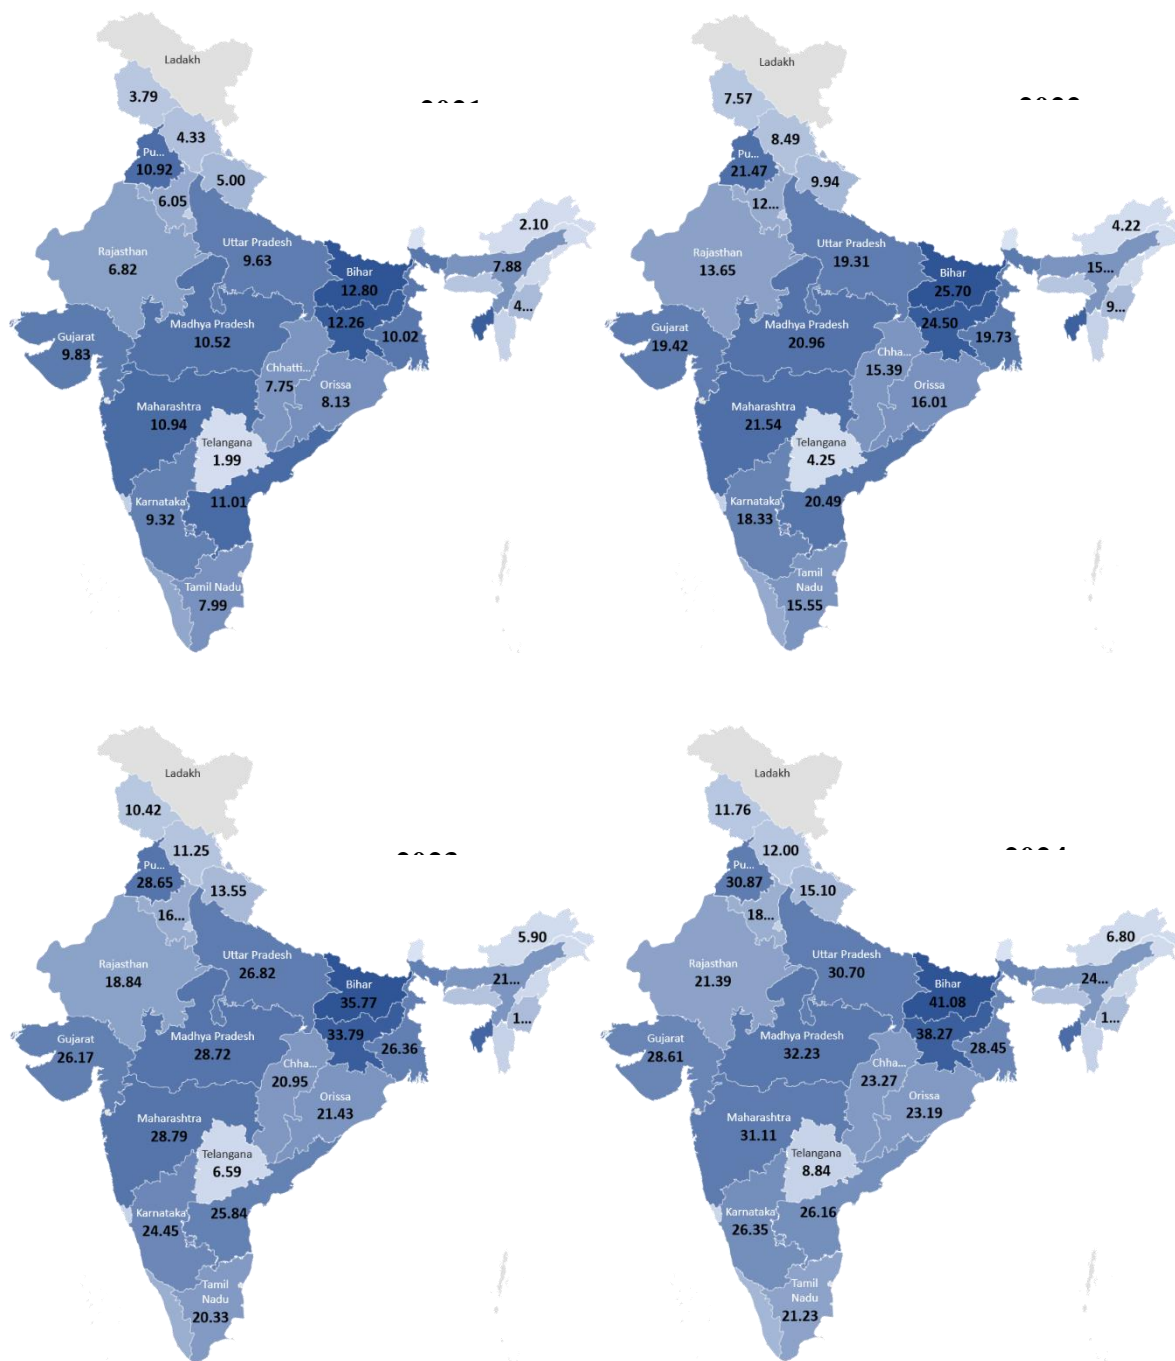 Ladakh
3.79
4.33
Pu...
10.92
5.00
6.05
2.10
Uttar Pradesh
9.63
Rajasthan
6.82
7.88
Bihar
12.80
4...
Madhya Pradesh
10.52
12.26
10.02
Gujarat
9.83
Chhatti...
7.75
Orissa
8.13
Maharashtra
10.94
Telangana
1.99
Karnataka
9.32
11.01
Tamil Nadu
7.99
Ladakh
7.57
8.49
Pu...
21.47
9.94
12...
4.22
Uttar Pradesh
19.31
Rajasthan
13.65
15...
Bihar
25.70
9...
Madhya Pradesh
20.96
24.50
19.73
Gujarat
19.42
Chha...
15.39
Orissa
16.01
Maharashtra
21.54
Telangana
4.25
Karnataka
18.33
20.49
Tamil
Nadu
15.55
Ladakh
10.42
11.25
Pu...
28.65
13.55
16...
5.90
Uttar Pradesh
26.82
Rajasthan
18.84
21...
Bihar
35.77
1...
Madhya Pradesh
28.72
33.79
26.36
Gujarat
26.17
Chha...
20.95
Orissa
21.43
Maharashtra
28.79
Telangana
6.59
Karnataka
24.45
25.84
Tamil
Nadu
20.33
Ladakh
11.76
12.00
Pu...
30.87
15.10
18...
6.80
Uttar Pradesh
30.70
Rajasthan
21.39
24...
Bihar
41.08
1...
Madhya Pradesh
32.23
38.27
28.45
Gujarat
28.61
Chha...
23.27
Orissa
23.19
Maharashtra
31.11
Telangana
8.84
Karnataka
26.35
26.16
Tamil
Nadu
21.23